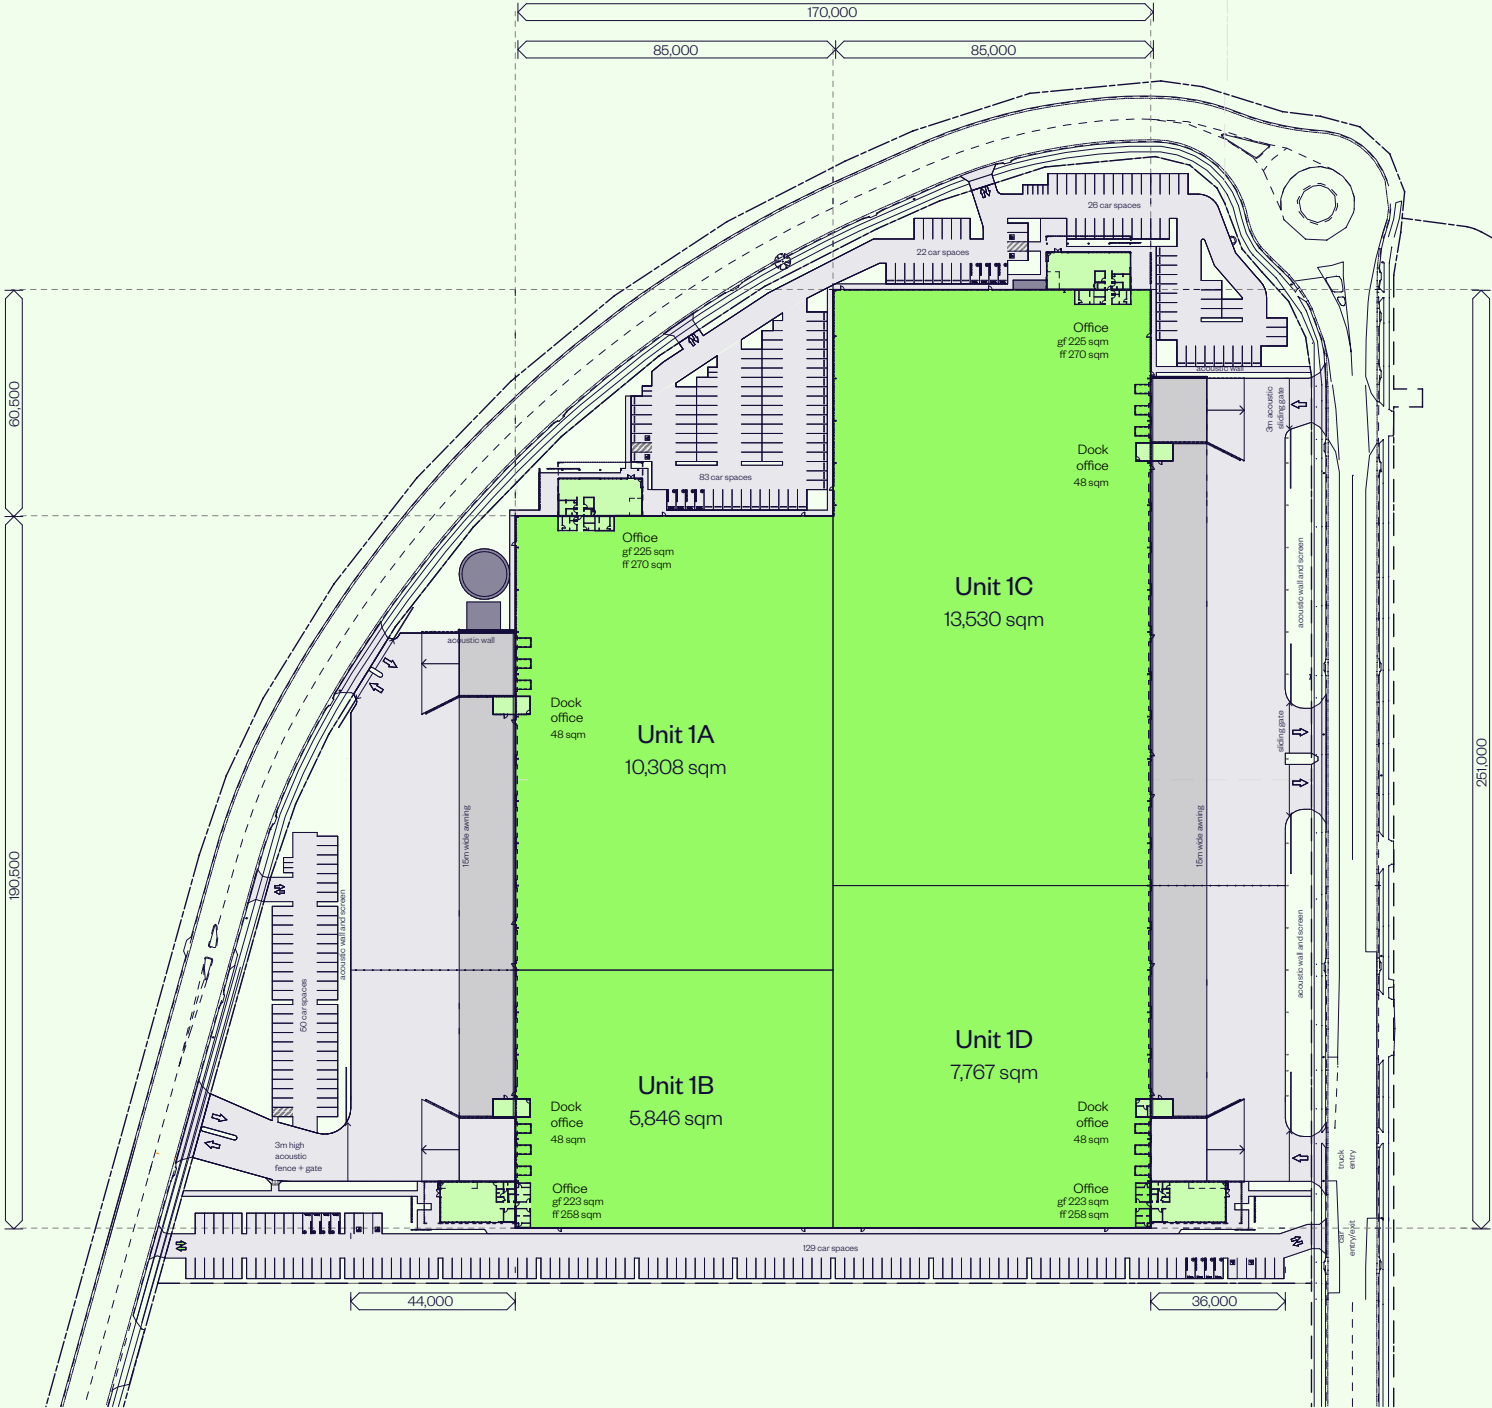 170,000
85,000
85,000
26 car spaces
22 car spaces
Office
gf 225 sqm
ff 270 sqm
acoustic wall
3m acoustic
sliding gate
60,500
Dock
office
48 sqm
83 car spaces
Office
gf 225 sqm
ff 270 sqm
Unit 1C
13,530 sqm
acoustic wall and screen
acoustic wall
Dock
office
48 sqm
Unit 1A
10,308 sqm
sliding gate
251,000
15m wide awning
15m wide awning
190,500
acoustic wall and screen
acoustic wall and screen
50 car spaces
Unit 1D
7,767 sqm
Unit 1B
5,846 sqm
Dock
office
48 sqm
Dock
office
48 sqm
3m high
acoustic
fence + gate
truck
entry
Office
gf 223 sqm
ff 258 sqm
Office
gf 223 sqm
ff 258 sqm
car
entry/exit
129 car spaces
44,000
36,000